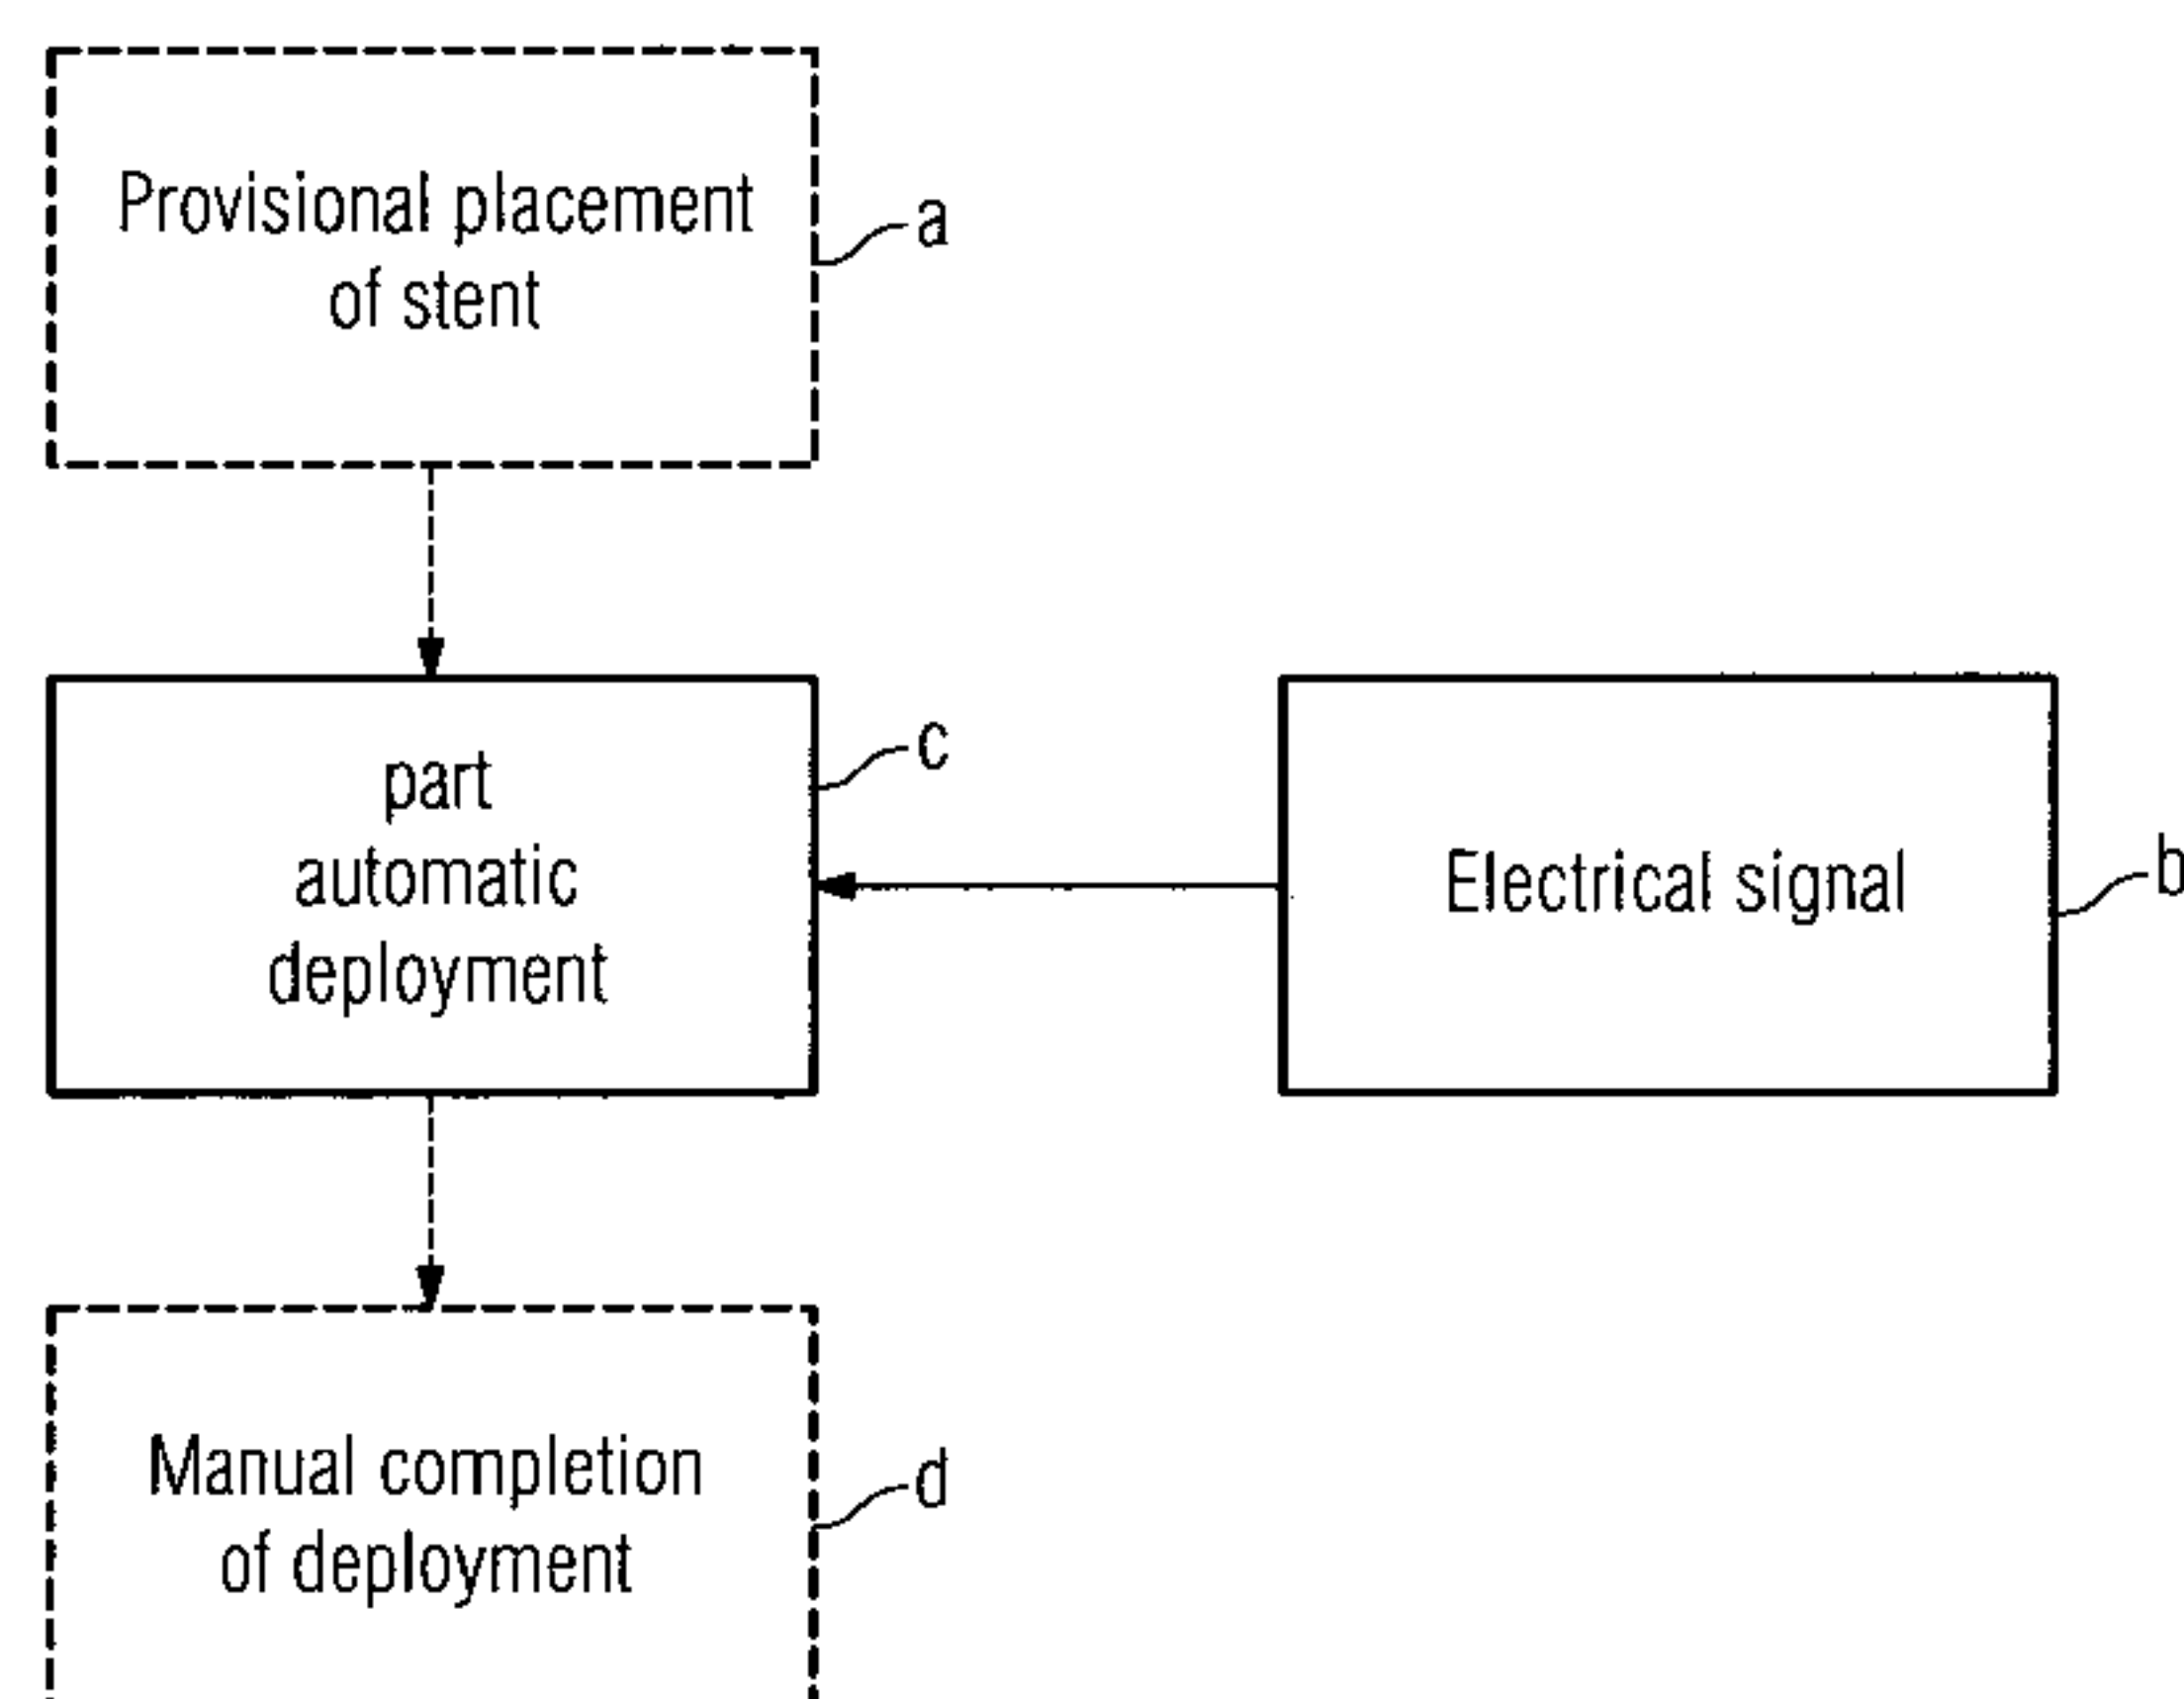 Provisional placement
of stent
a
part
automatic
deployment
c
Electrical signal
b
Manual completion
of deployment
d